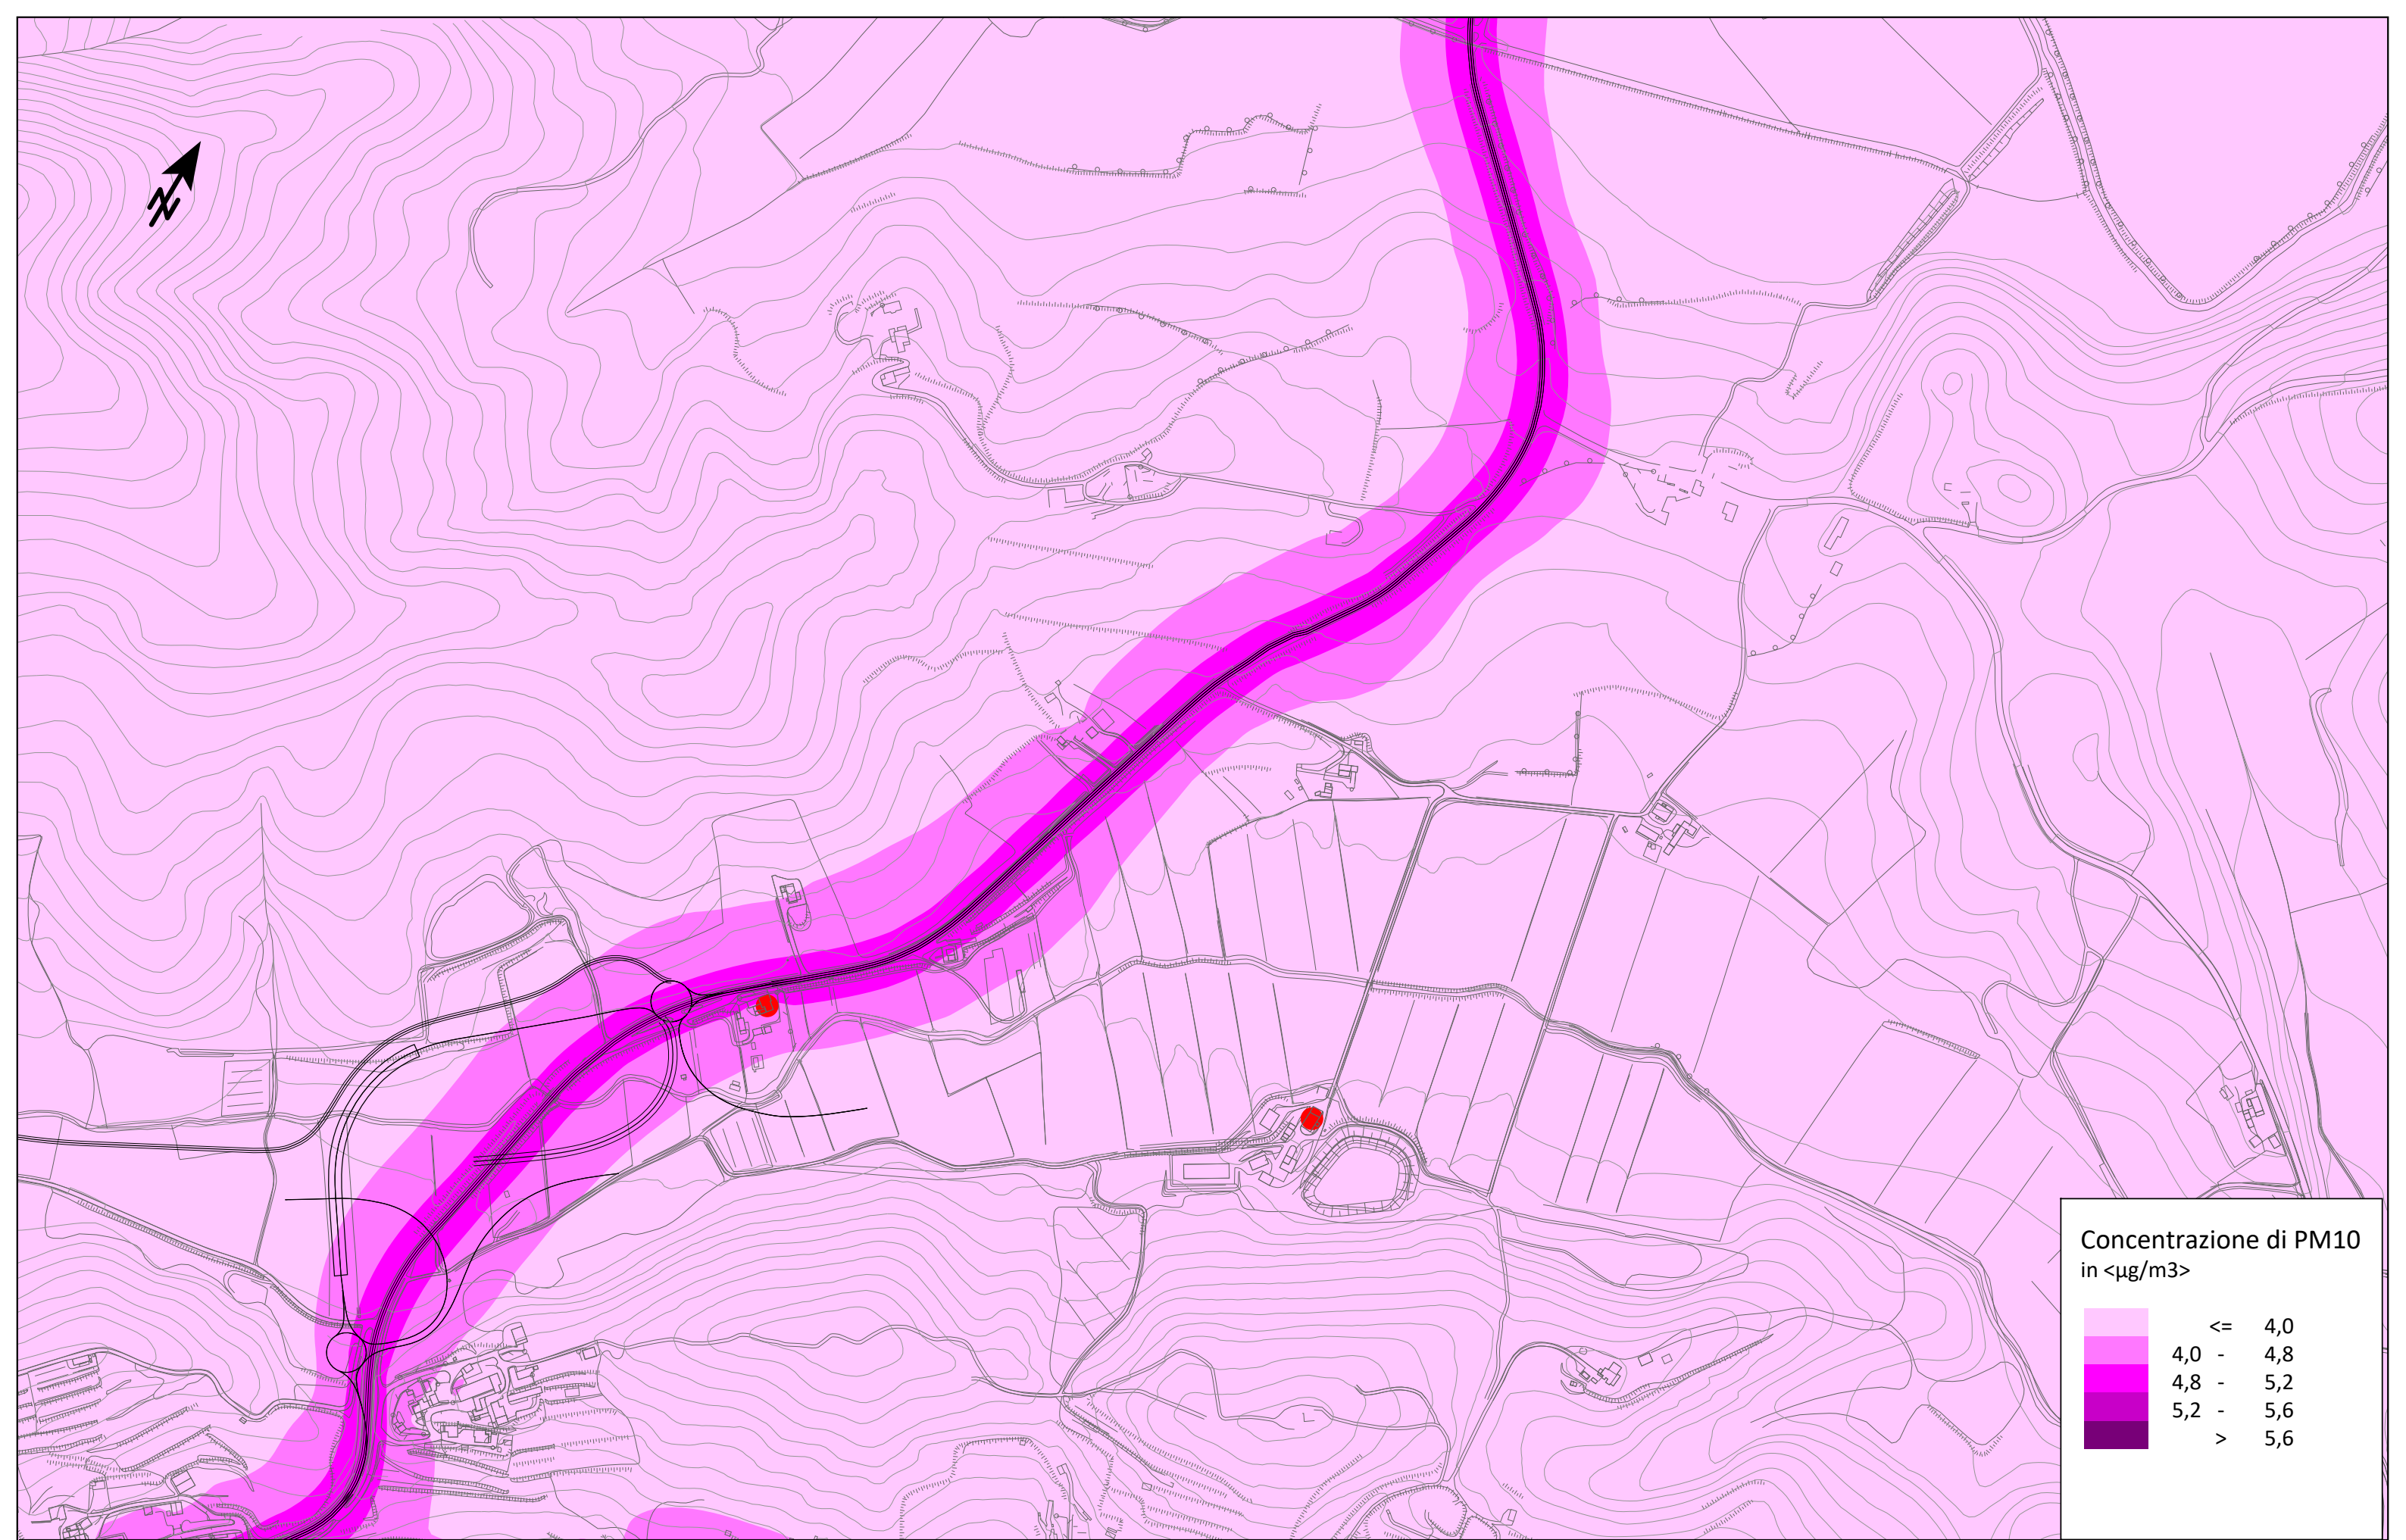 N
Concentrazione di PM10
in <µg/m3>
<= 4,0
4,0 - 4,8
4,8 - 5,2
5,2 - 5,6
> 5,6